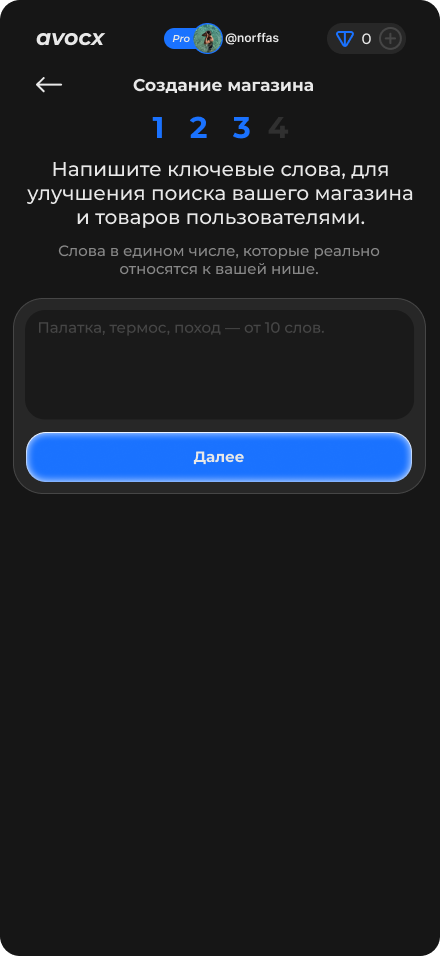 avocx
Pro
@norffas
0
Создание магазина
1 2 3 4
Напишите ключевые слова, для
улучшения поиска вашего магазина
и товаров пользователями.
Слова в едином числе, которые реально
относятся к вашей нише.
Палатка, термос, поход — от 10 слов.
Далее